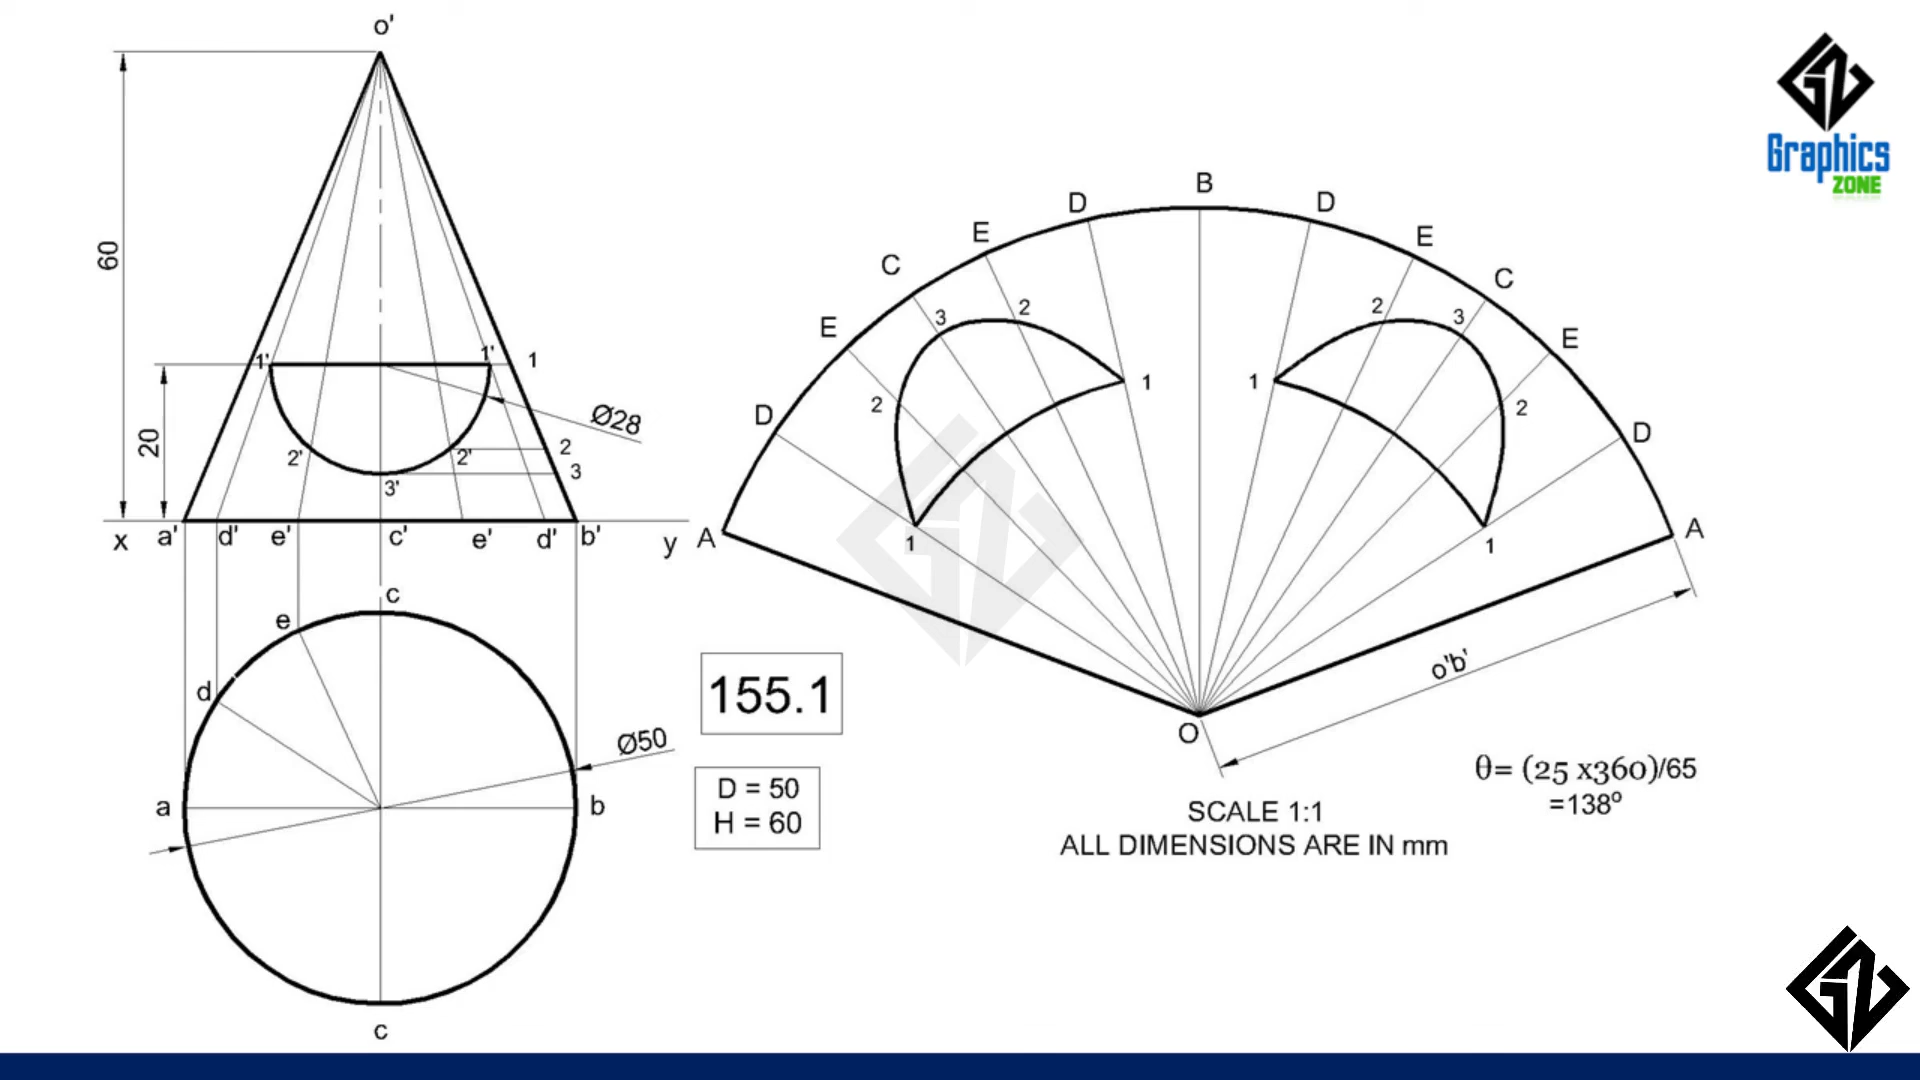 o'
60
1'
1'
1
20
Ø28
2'
2'
2
3'
3
x
a'
d'
e'
c'
e'
d'
b'
y
c
e
d
a
b
Ø50
c
155.1
D = 50
H = 60
B
D
D
E
E
C
C
E
E
D
D
A
A
3
2
2
3
1
1
2
2
1
1
O
o'b'
θ= (25 x360)/65
=138º
SCALE 1:1
ALL DIMENSIONS ARE IN mm
Graphics
ZONE